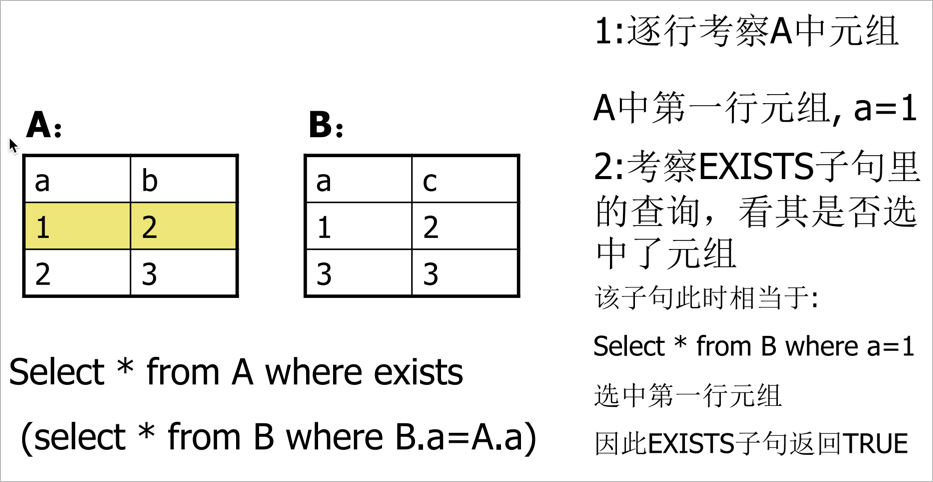 A:
a b
1 2
2 3
B:
a c
1 2
3 3
Select * from A where exists
(select * from B where B.a=A.a)
1:逐行考察A中元组
A中第一行元组, a=1
2:考察EXISTS子句里
的查询，看其是否选
中了元组
该子句此时相当于:
Select * from B where a=1
选中第一行元组
因此EXISTS子句返回TRUE